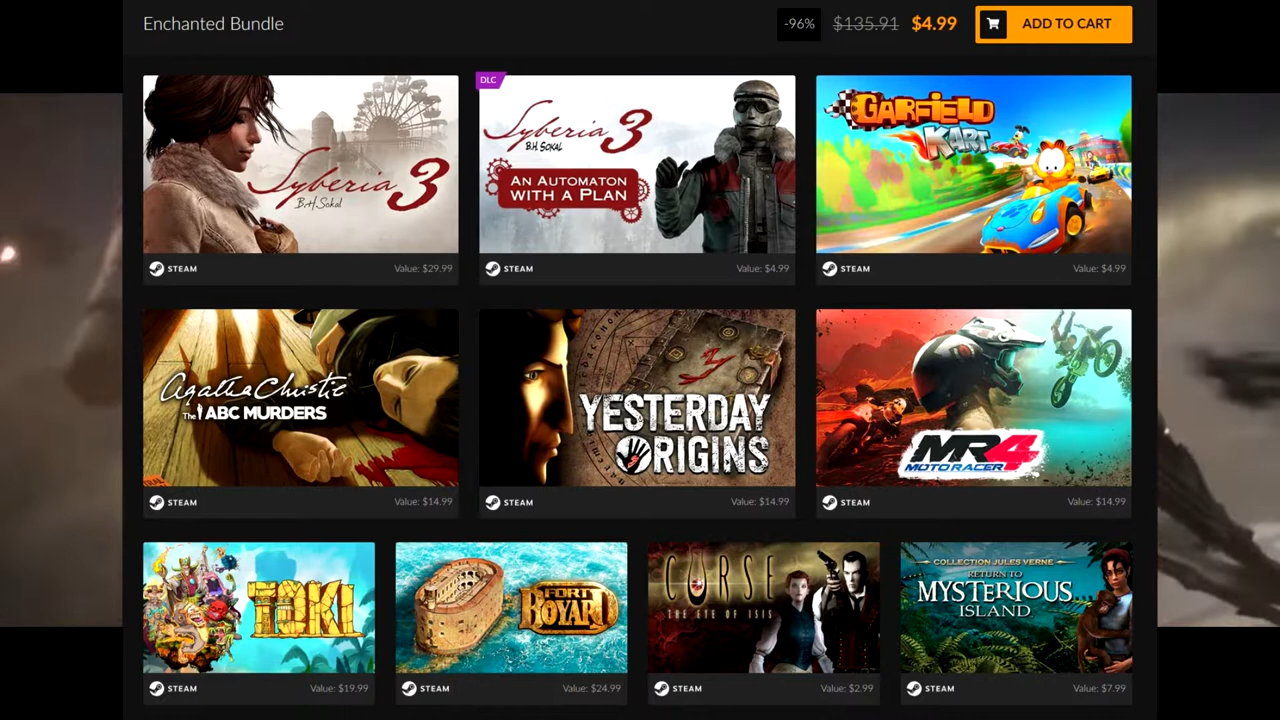 Enchanted Bundle
-96% $135.91 $4.99 ADD TO CART
Syberia 3
B.H. Sokal
STEAM Value: $29.99
DLC
Syberia 3
B.H. SOKAL
AN AUTOMATON
WITH A PLAN
STEAM Value: $4.99
GARFIELD
KART
STEAM Value: $4.99
Agatha Christie
The ABC MURDERS
STEAM Value: $14.99
YESTERDAY
ORIGINS
STEAM Value: $14.99
MR4
MOTO RACER 4
STEAM Value: $14.99
TOKI
STEAM Value: $19.99
FORT
BOYARD
STEAM Value: $24.99
CURSE
THE EYE OF ISIS
STEAM Value: $2.99
COLLECTION JULES VERNE
RETURN TO
MYSTERIOUS
ISLAND
STEAM Value: $7.99